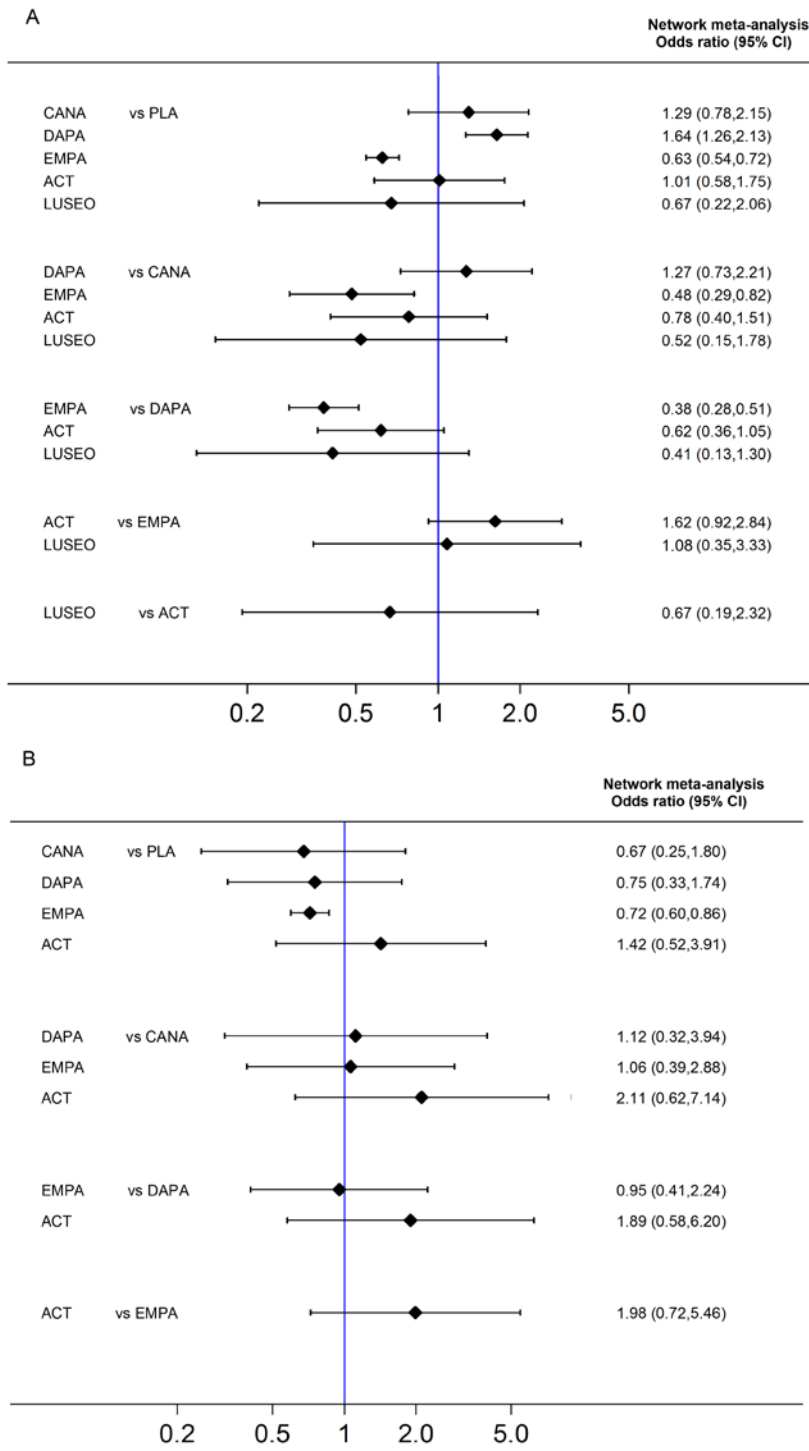 A
Network meta-analysis
Odds ratio (95% CI)
CANA vs PLA 1.29 (0.78,2.15)
DAPA 1.64 (1.26,2.13)
EMPA 0.63 (0.54,0.72)
ACT 1.01 (0.58,1.75)
LUSEO 0.67 (0.22,2.06)
DAPA vs CANA 1.27 (0.73,2.21)
EMPA 0.48 (0.29,0.82)
ACT 0.78 (0.40,1.51)
LUSEO 0.52 (0.15,1.78)
EMPA vs DAPA 0.38 (0.28,0.51)
ACT 0.62 (0.36,1.05)
LUSEO 0.41 (0.13,1.30)
ACT vs EMPA 1.62 (0.92,2.84)
LUSEO 1.08 (0.35,3.33)
LUSEO vs ACT 0.67 (0.19,2.32)
0.2 0.5 1 2.0 5.0
B
Network meta-analysis
Odds ratio (95% CI)
CANA vs PLA 0.67 (0.25,1.80)
DAPA 0.75 (0.33,1.74)
EMPA 0.72 (0.60,0.86)
ACT 1.42 (0.52,3.91)
DAPA vs CANA 1.12 (0.32,3.94)
EMPA 1.06 (0.39,2.88)
ACT 2.11 (0.62,7.14)
EMPA vs DAPA 0.95 (0.41,2.24)
ACT 1.89 (0.58,6.20)
ACT vs EMPA 1.98 (0.72,5.46)
0.2 0.5 1 2.0 5.0